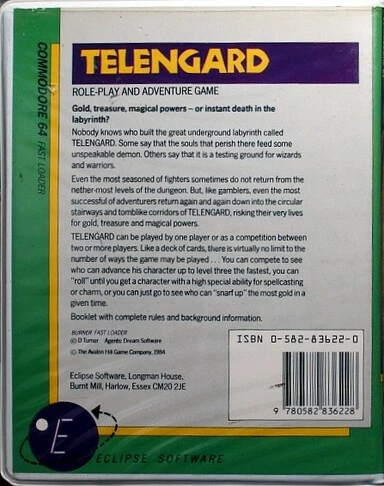 COMMODORE 64 FAST LOADER
TELENGARD
ROLE-PLAY AND ADVENTURE GAME
Gold, treasure, magical powers – or instant death in the
labyrinth?
Nobody knows who built the great underground labyrinth called
TELENGARD. Some say that the souls that perish there feed some
unspeakable demon. Others say that it is a testing ground for wizards
and warriors.
Even the most seasoned of fighters sometimes do not return from the
nether-most levels of the dungeon. But, like gamblers, even the most
successful of adventurers return again and again down into the circular
stairways and tomblike corridors of TELENGARD, risking their very lives
for gold, treasure and magical powers.
TELENGARD can be played by one player or as a competition between
two or more players. Like a deck of cards, there is virtually no limit to the
number of ways the game may be played . . . You can compete to see
who can advance his character up to level three the fastest, you can
"roll" until you get a character with a high special ability for spellcasting
or charm, or you can just go to see who can "snarf up" the most gold in a
given time.
Booklet with complete rules and background information.
BURNER FAST LOADER
© D Turner Agents: Dream Software
© The Avalon Hill Game Company, 1984
Eclipse Software, Longman House,
Burnt Mill, Harlow, Essex CM20 2JE
ISBN 0-582-83622-0
9 780582 836228
E
ECLIPSE SOFTWARE